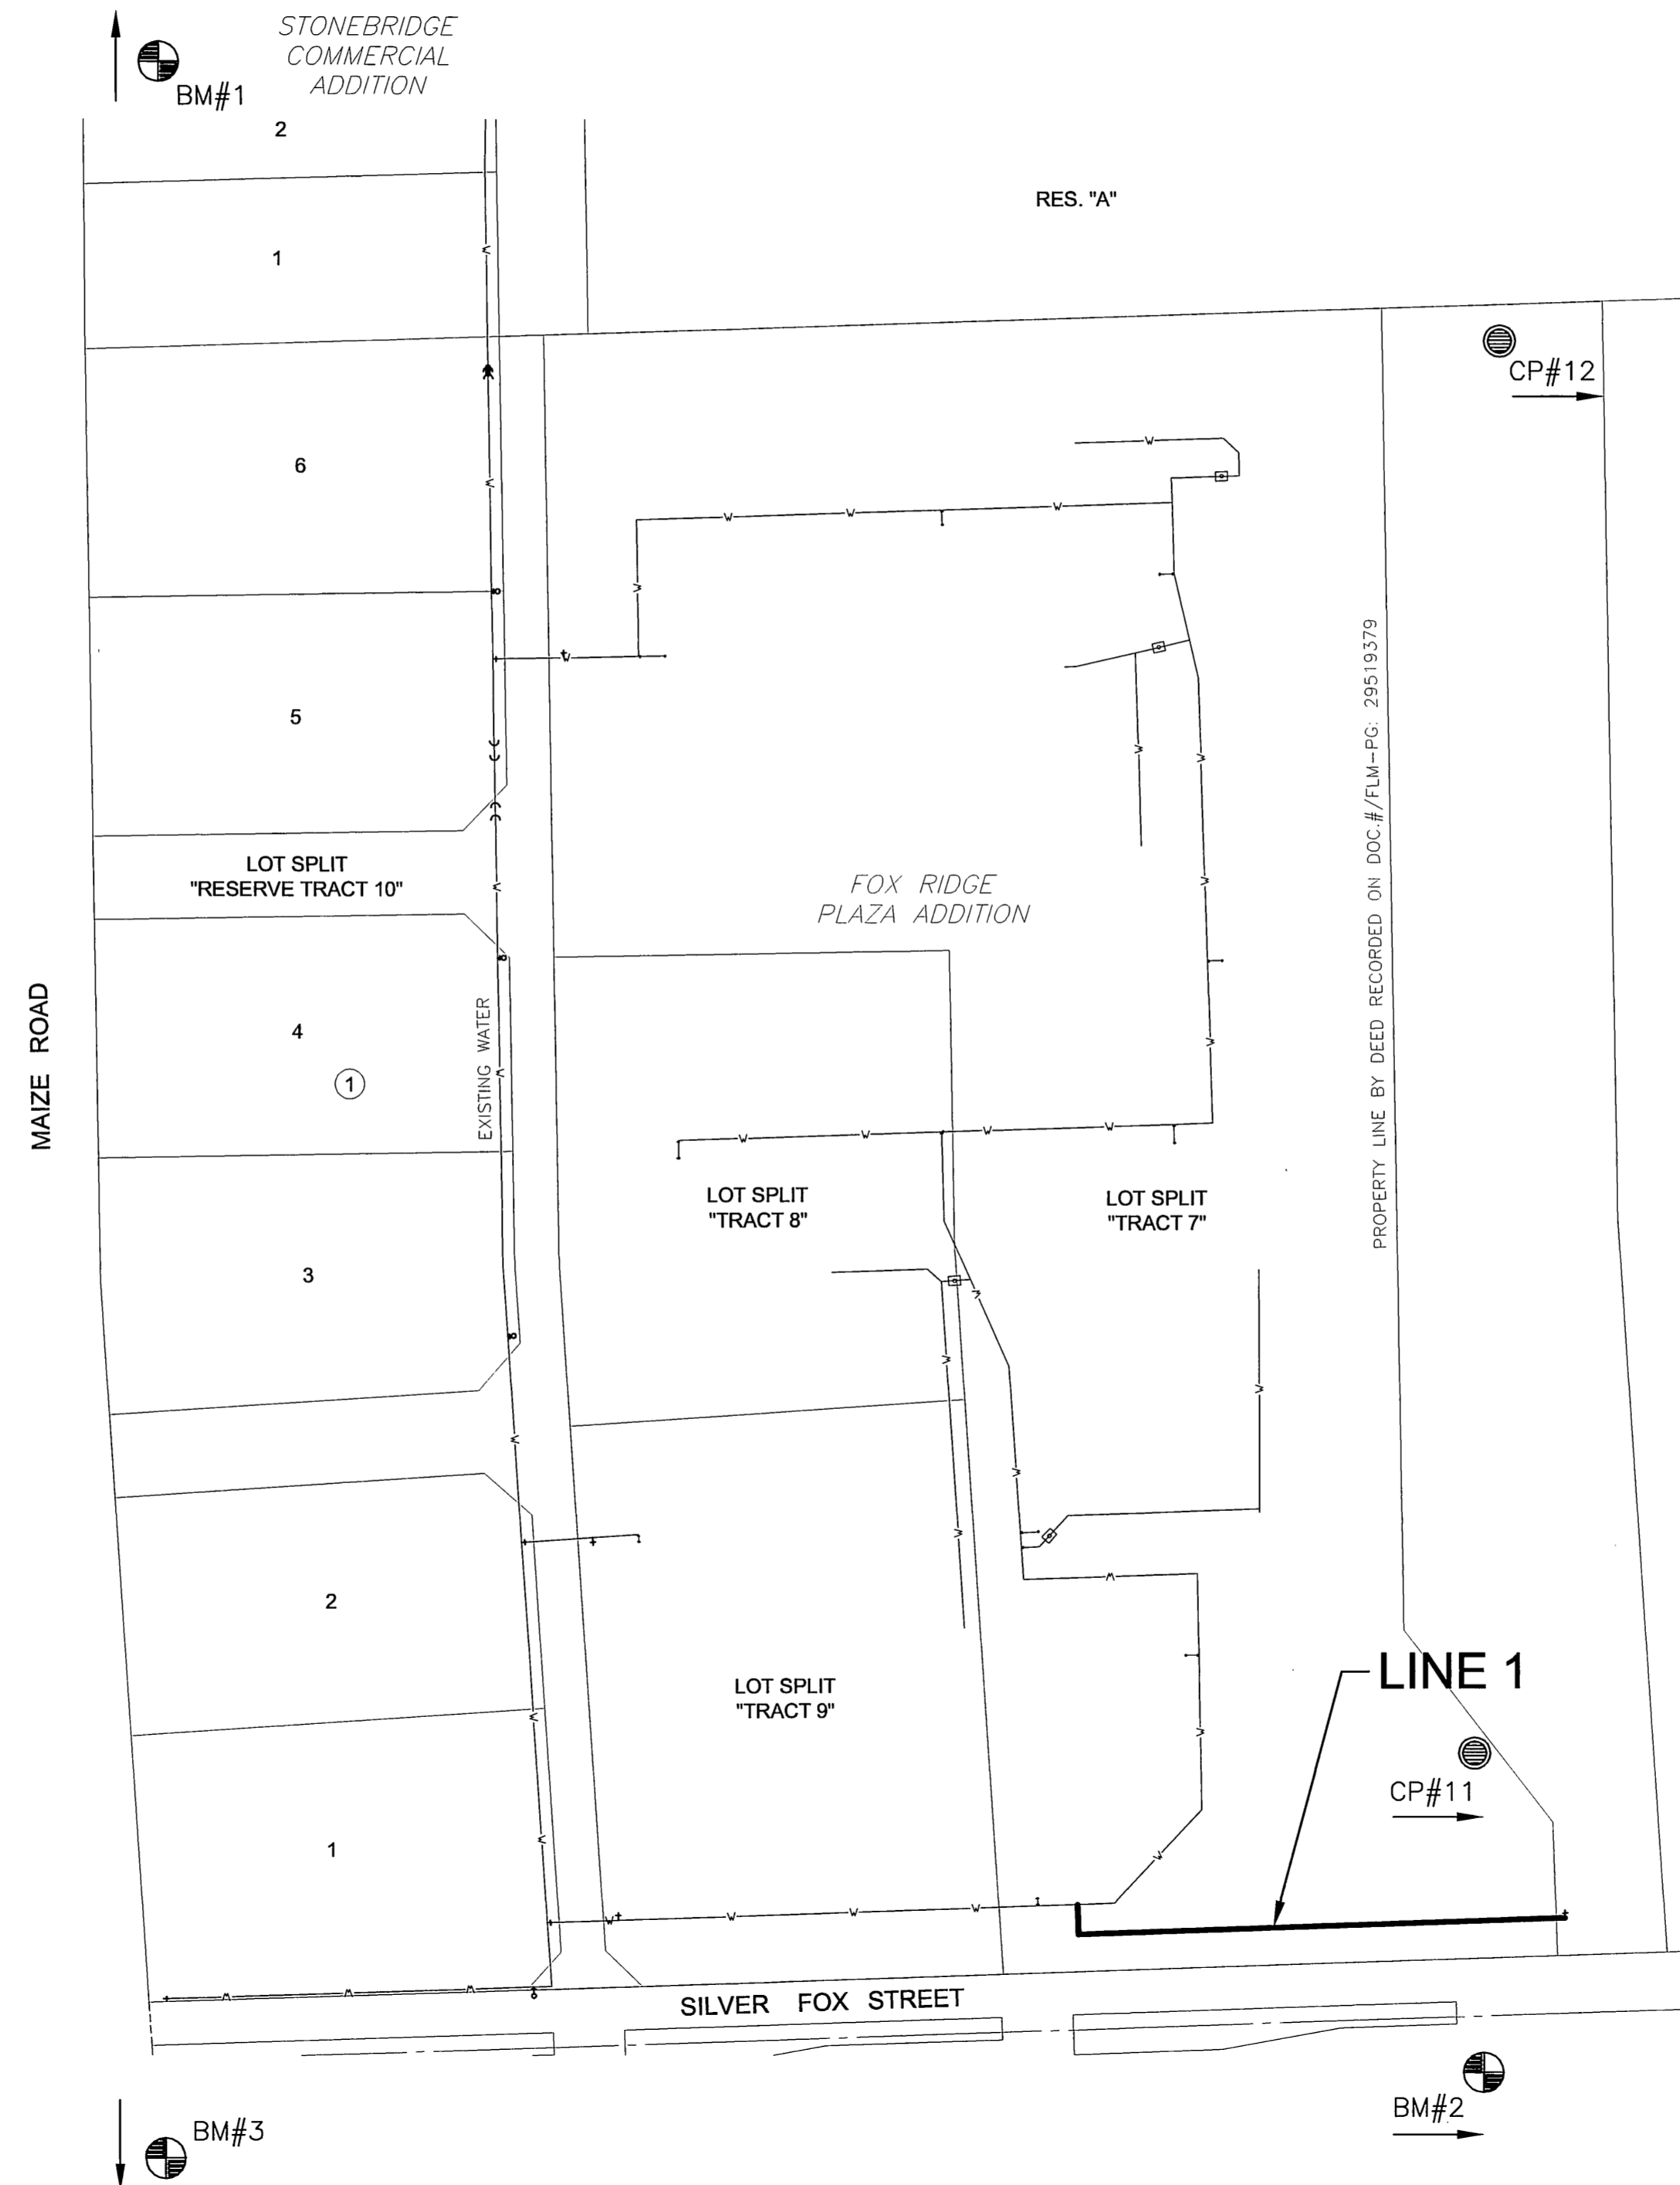 STONEBRIDGE
COMMERCIAL
ADDITION
BM#1
2
RES. "A"
1
CP#12
6
5
PROPERTY LINE BY DEED RECORDED ON DOC.#/FLM-PG: 29519379
LOT SPLIT
"RESERVE TRACT 10"
FOX RIDGE
PLAZA ADDITION
MAIZE ROAD
4
1
EXISTING WATER
LOT SPLIT
"TRACT 8"
LOT SPLIT
"TRACT 7"
3
2
LINE 1
LOT SPLIT
"TRACT 9"
CP#11
1
SILVER FOX STREET
BM#2
BM#3